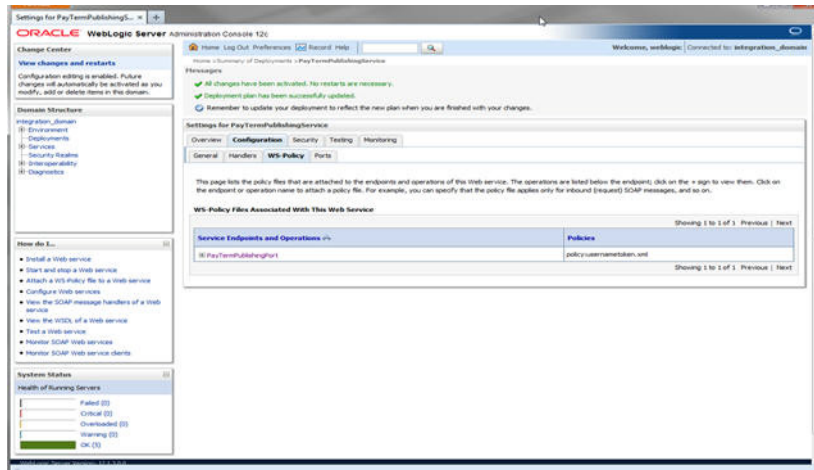 Settings for PayTermPublishingS...
ORACLE WebLogic Server Administration Console 12c
Change Center
View changes and restarts
Configuration editing is enabled. Future
changes will automatically be activated as you
modify, add or delete items in this domain.
Domain Structure
integration_domain
Environment
Deployments
Services
Security Realms
Interoperability
Diagnostics
How do I...
Install a Web service
Start and stop a Web service
Attach a WS-Policy file to a Web service
Configure Web services
View the SOAP message handlers of a Web
service
View the WSDL of a Web service
Test a Web service
Monitor SOAP Web services
Monitor SOAP Web service clients
System Status
Health of Running Servers
Failed (0)
Critical (0)
Overloaded (0)
Warning (0)
OK (5)
Home Log Out Preferences Record Help
Welcome, weblogic Connected to: integration_domain
Home >Summary of Deployments >PayTermPublishingService
Messages
All changes have been activated. No restarts are necessary.
Deployment plan has been successfully updated.
Remember to update your deployment to reflect the new plan when you are finished with your changes.
Settings for PayTermPublishingService
Overview Configuration Security Testing Monitoring
General Handlers WS-Policy Ports
This page lists the policy files that are attached to the endpoints and operations of this Web service. The operations are listed below the endpoint; click on the + sign to view them. Click on
the endpoint or operation name to attach a policy file. For example, you can specify that the policy file applies only for inbound (request) SOAP messages, and so on.
WS-Policy Files Associated With This Web Service
Showing 1 to 1 of 1 Previous | Next
Service Endpoints and Operations Policies
PayTermPublishingPort policy:usernametoken.xml
Showing 1 to 1 of 1 Previous | Next